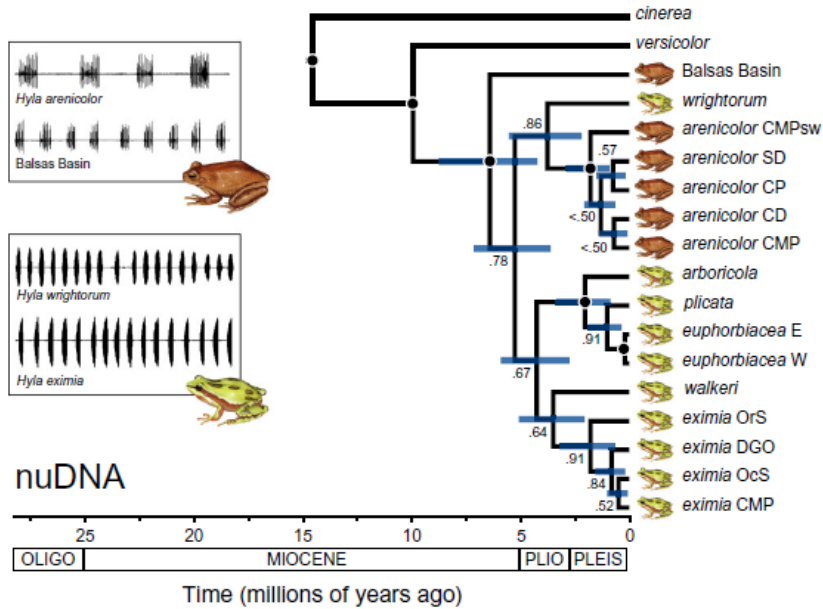 Hyla arenicolor
Balsas Basin
Hyla wrightorum
Hyla eximia
nuDNA
cinerea
versicolor
Balsas Basin
wrightorum
arenicolor CMPsw
arenicolor SD
arenicolor CP
arenicolor CD
arenicolor CMP
arboricola
plicata
euphorbiacea E
euphorbiacea W
walkeri
eximia OrS
eximia DGO
eximia OcS
eximia CMP
.86
.57
<.50
<.50
.78
.91
.67
.64
.91
.84
.52
25 20 15 10 5 0
OLIGO MIOCENE PLIO PLEIS
Time (millions of years ago)